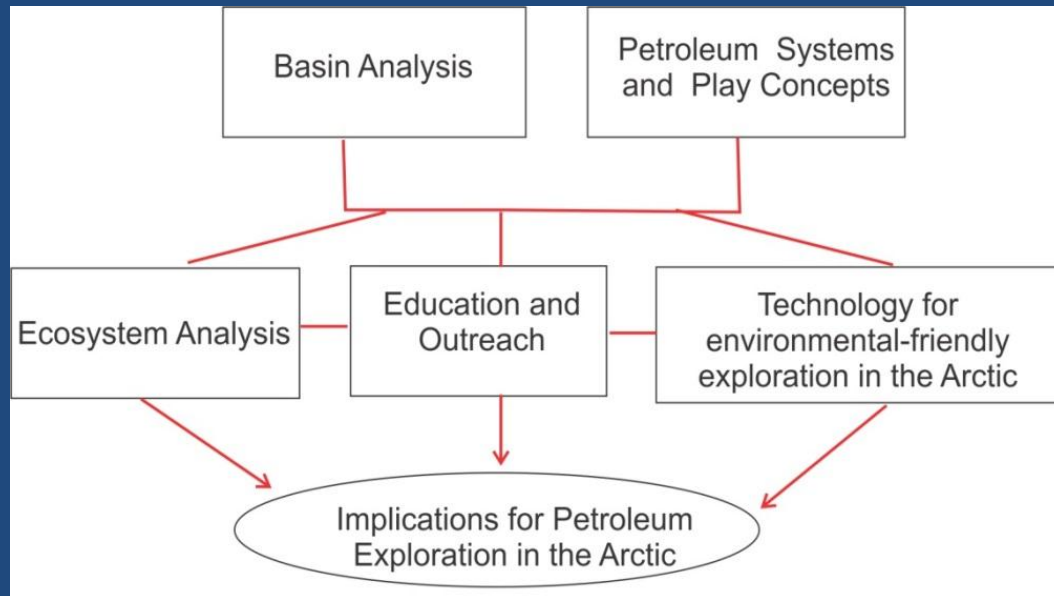 Basin Analysis
Petroleum Systems
and Play Concepts
Ecosystem Analysis
Education and
Outreach
Technology for
environmental-friendly
exploration in the Arctic
Implications for Petroleum
Exploration in the Arctic